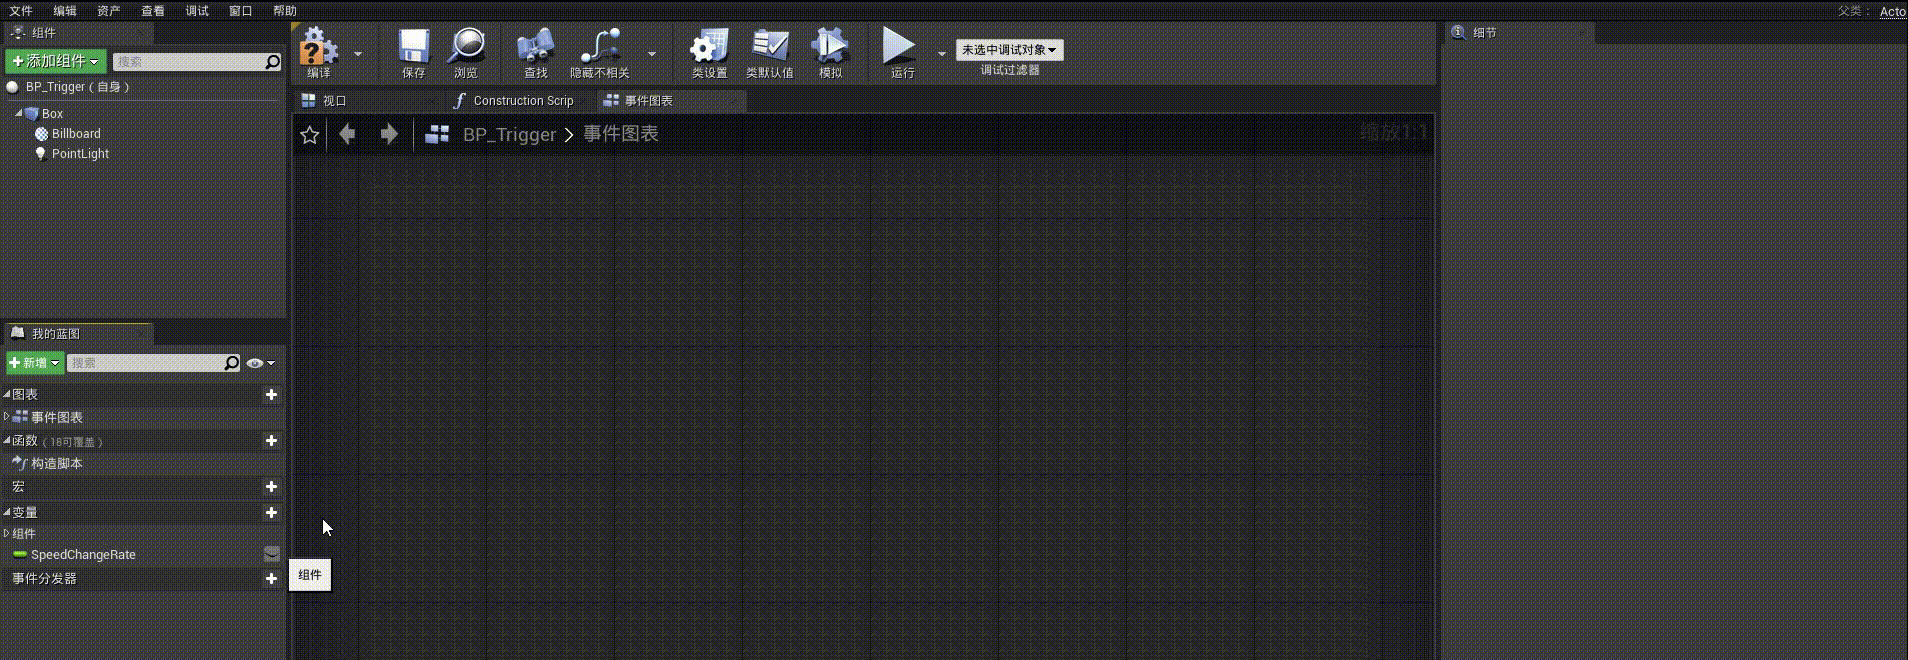 文件 编辑 资产 查看 调试 窗口 帮助 父类： Acto
组件
添加组件 搜索
BP_Trigger（自身）
Box
Billboard
PointLight
我的蓝图
新增 搜索
图表
事件图表
函数（18可覆盖）
构造脚本
宏
变量
组件
SpeedChangeRate
事件分发器
编译 保存 浏览 查找 隐藏不相关 类设置 类默认值 模拟 运行
未选中调试对象
调试过滤器
视口 Construction Scrip 事件图表
BP_Trigger > 事件图表 缩放1:1
组件
细节